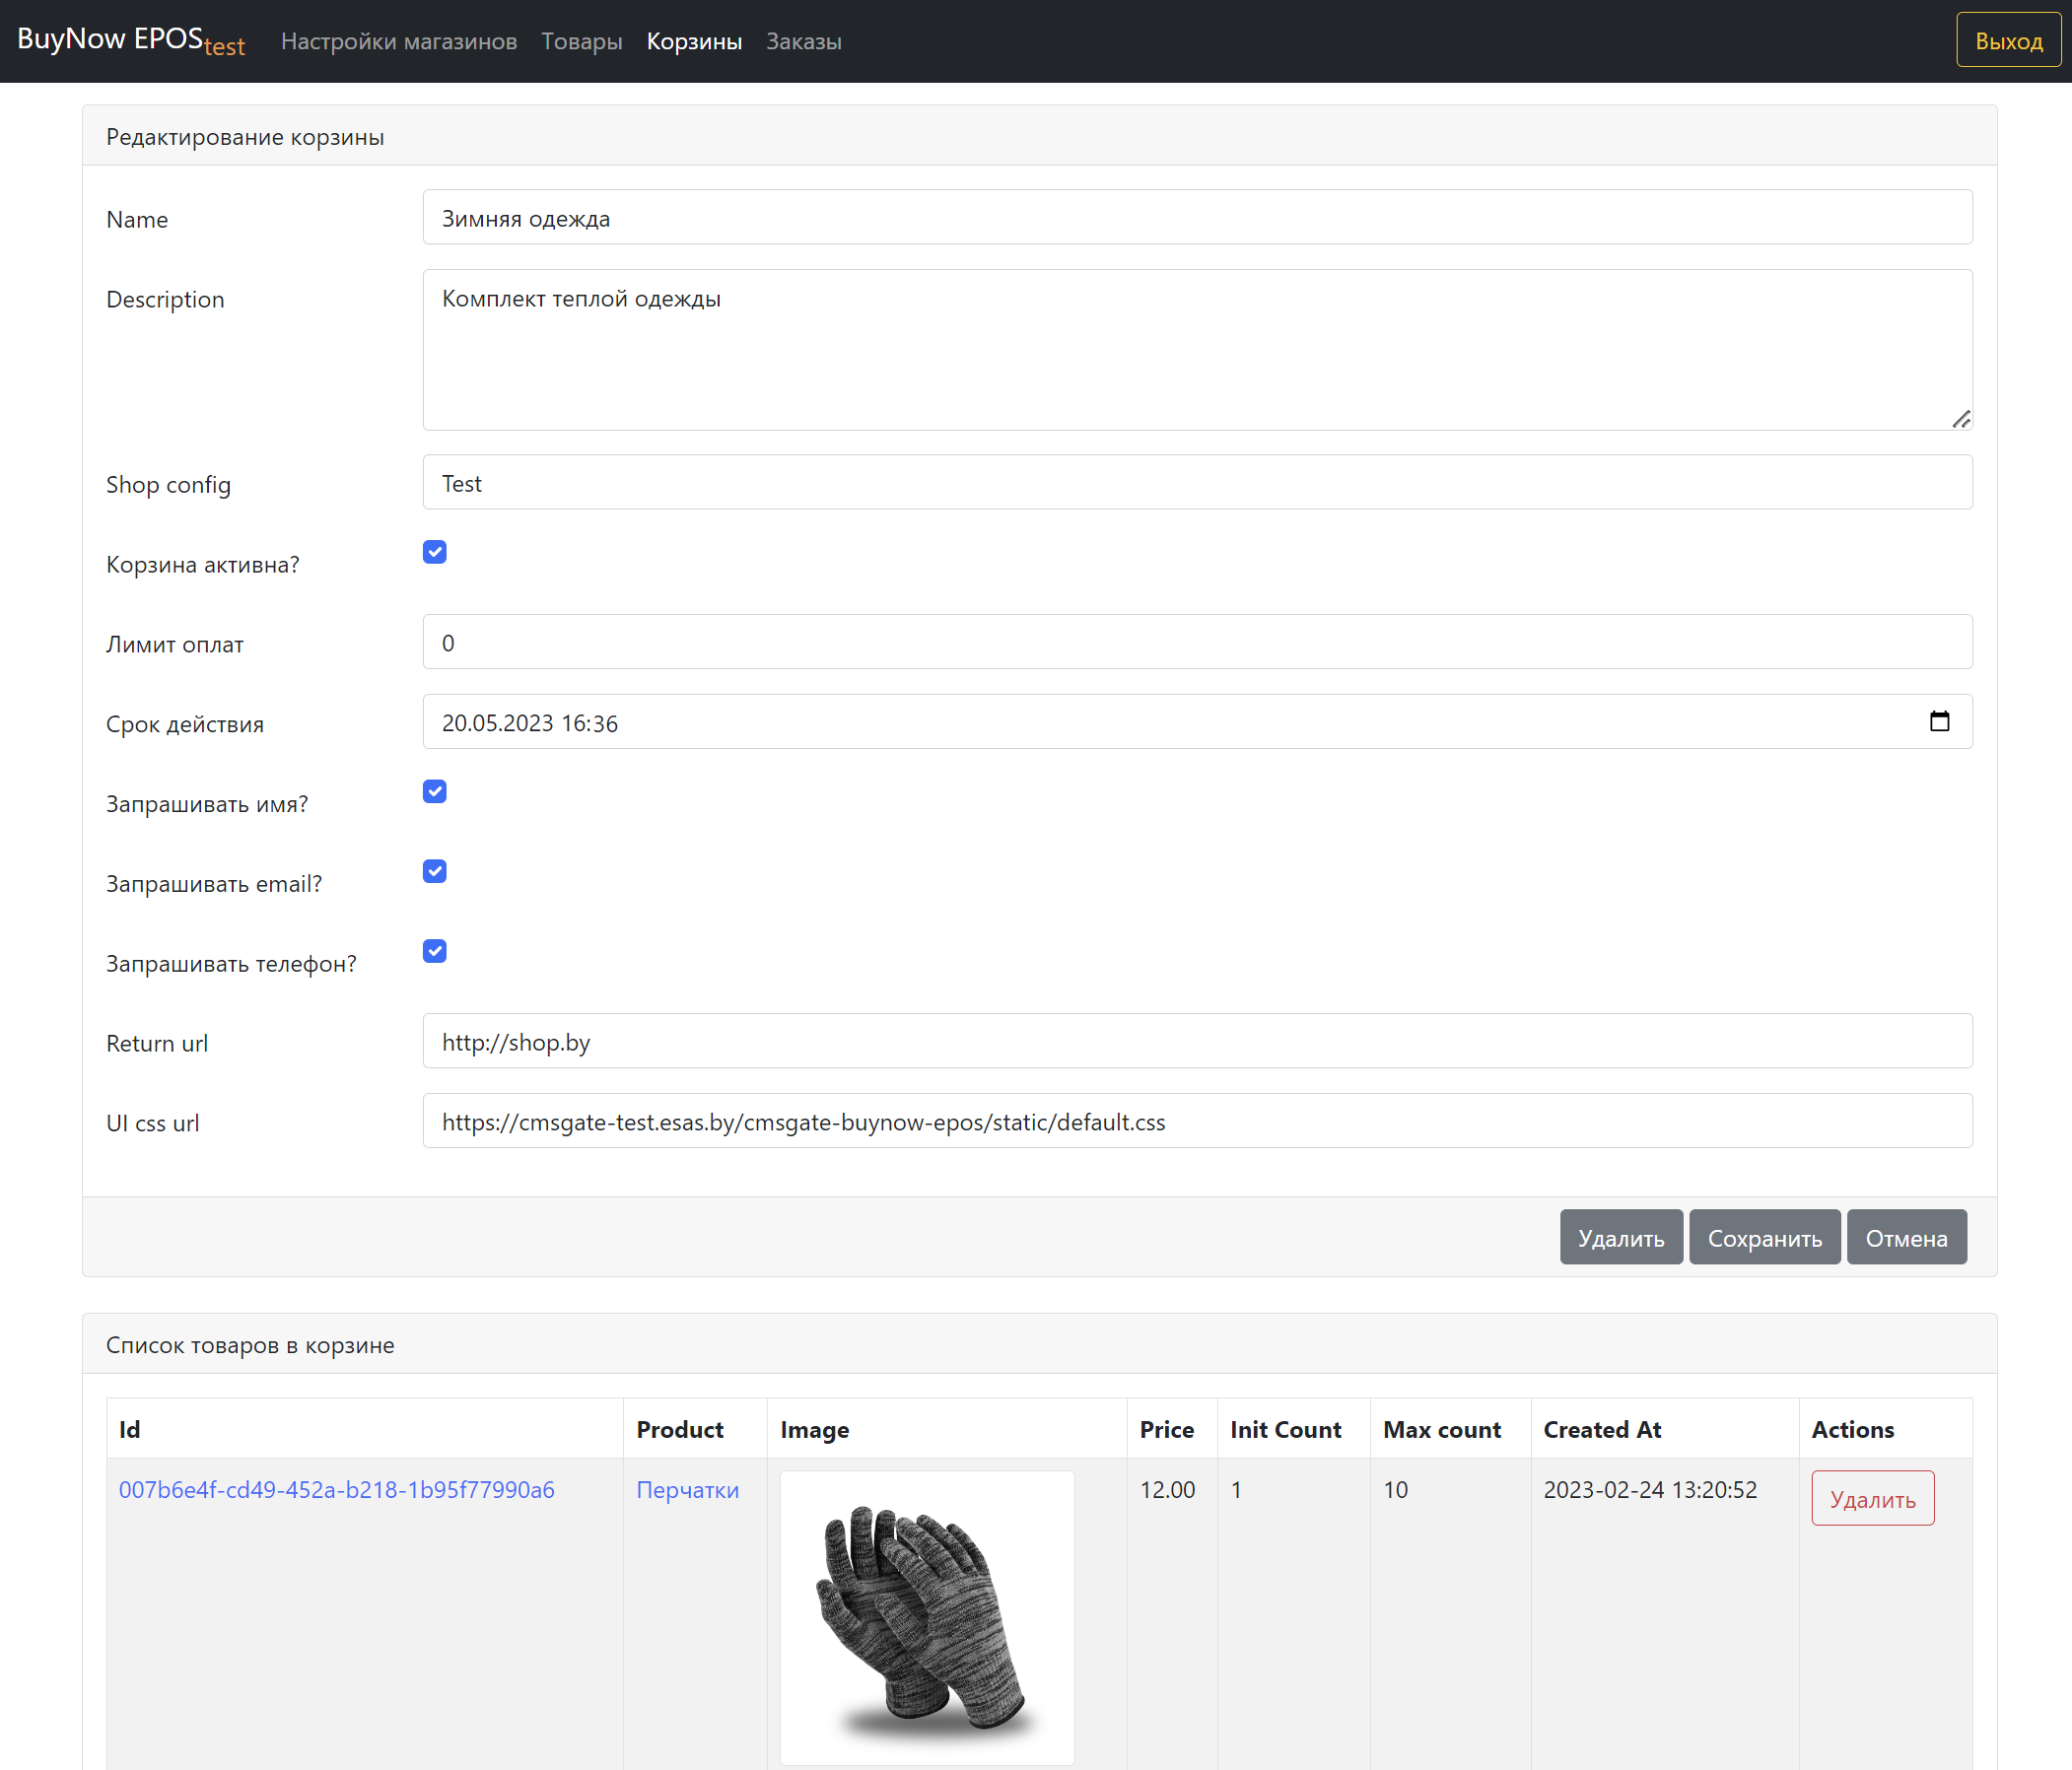 BuyNow EPOS test Настройки магазинов Товары Корзины Заказы Выход
Редактирование корзины
Name Зимняя одежда
Description Комплект теплой одежды
Shop config Test
Корзина активна?
Лимит оплат 0
Срок действия 20.05.2023 16:36
Запрашивать имя?
Запрашивать email?
Запрашивать телефон?
Return url http://shop.by
UI css url https://cmsgate-test.esas.by/cmsgate-buynow-epos/static/default.css
Удалить Сохранить Отмена
Список товаров в корзине
Id Product Image Price Init Count Max count Created At Actions
007b6e4f-cd49-452a-b218-1b95f77990a6 Перчатки 12.00 1 10 2023-02-24 13:20:52 Удалить